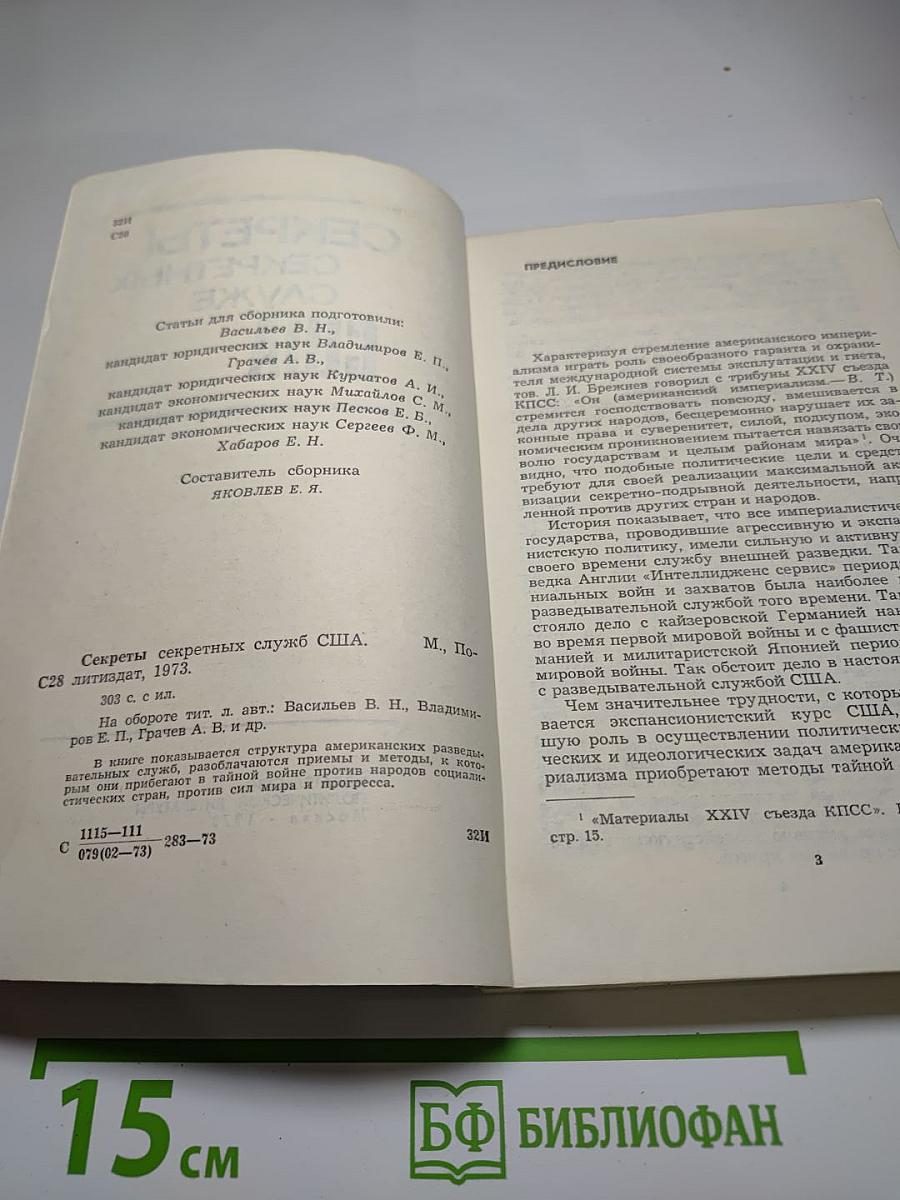 32И
С28
Статьи для сборника подготовили:
Васильев В. Н.,
кандидат юридических наук Владимиров Е. П.,
Грачев А. В.,
кандидат юридических наук Курчатов А. И.,
кандидат экономических наук Михайлов С. М.,
кандидат юридических наук Песков Е. Б.,
кандидат экономических наук Сергеев Ф. М.,
Хабаров Е. Н.
Составитель сборника
ЯКОВЛЕВ Е. Я.
Секреты секретных служб США. М., По-
С28 литиздат, 1973.
303 с. с ил.
На обороте тит. л. авт.: Васильев В. Н., Владими-
ров Е. П., Грачев А. В. и др.
В книге показывается структура американских разведы-
вательных служб, разоблачаются приемы и методы, к кото-
рым они прибегают в тайной войне против народов социали-
стических стран, против сил мира и прогресса.
С 1115—111
079(02—73) 283—73 32И
ПРЕДИСЛОВИЕ
Характеризуя стремление американского импери-
ализма играть роль своеобразного гаранта и охрани-
теля международной системы эксплуатации и гнета,
тов. Л. И. Брежнев говорил с трибуны XXIV съезда
КПСС: «Он (американский империализм.— В. Т.)
стремится господствовать повсюду, вмешивается в
дела других народов, бесцеремонно нарушает их за-
конные права и суверенитет, силой, подкупом, эко-
номическим проникновением пытается навязать свою
волю государствам и целым районам мира»¹. Оче
видно, что подобные политические цели и средст
требуют для своей реализации максимальной ак
визации секретно-подрывной деятельности, напр
ленной против других стран и народов.
История показывает, что все империалистиче
государства, проводившие агрессивную и экспа
нистскую политику, имели сильную и активну
своего времени службу внешней разведки. Так
ведка Англии «Интеллидженс сервис» период
ниальных войн и захватов была наиболее
разведывательной службой того времени. Так
стояло дело с кайзеровской Германией нак
во время первой мировой войны и с фашист
манией и милитаристской Японией перио
мировой войны. Так обстоит дело в настоя
с разведывательной службой США.
Чем значительнее трудности, с которы
вается экспансионистский курс США,
шую роль в осуществлении политически
ческих и идеологических задач америка
риализма приобретают методы тайной
¹ «Материалы XXIV съезда КПСС».
стр. 15.
3
15 см
БФ БИБЛИОФАН